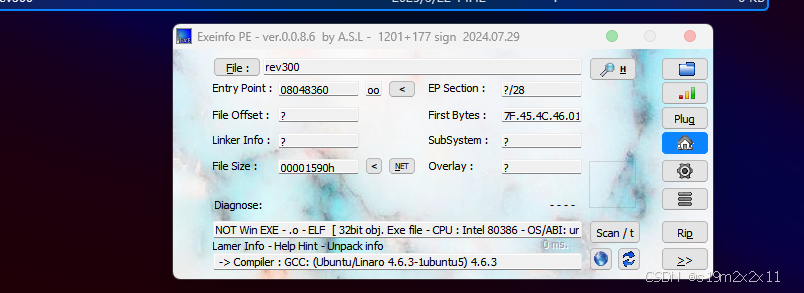 Exeinfo PE - ver.0.0.8.6 by A.S.L - 1201+177 sign 2024.07.29
File : rev300 H
Entry Point : 08048360 oo < EP Section : ?/28
File Offset : ? First Bytes : 7F.45.4C.46.01 Plug
Linker Info : ? SubSystem : ?
File Size : 00001590h < NET Overlay : ?
Diagnose: ----
NOT Win EXE - .o - ELF [ 32bit obj. Exe file - CPU : Intel 80386 - OS/ABI: ur Scan / t Rip
Lamer Info - Help Hint - Unpack info 0 ms.
-> Compiler : GCC: (Ubuntu/Linaro 4.6.3-1ubuntu5) 4.6.3 >>
CSDN @s19m2x2x11